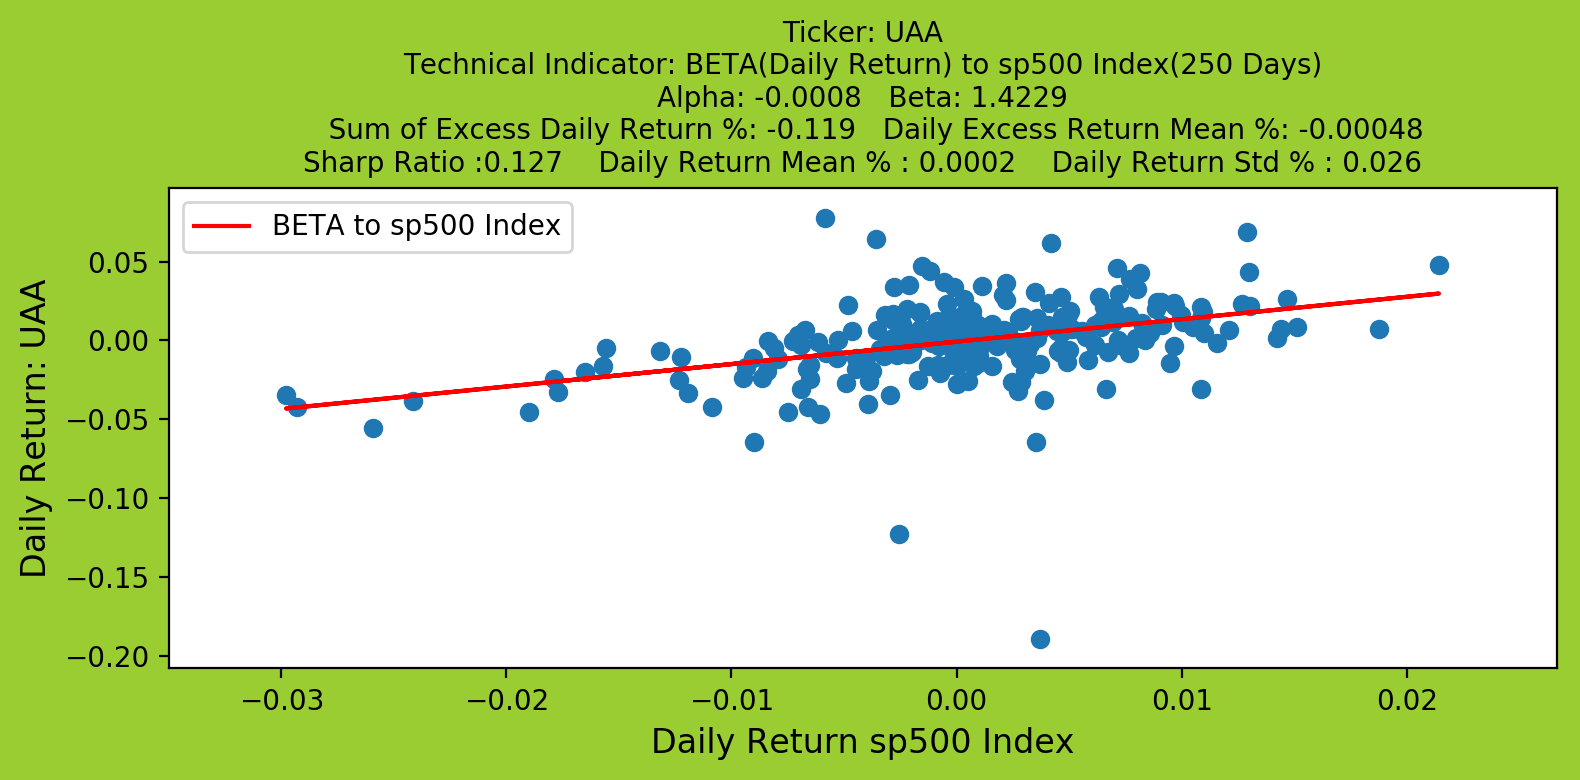 Ticker: UAA
Technical Indicator: BETA(Daily Return) to sp500 Index(250 Days)
Alpha: -0.0008   Beta: 1.4229
Sum of Excess Daily Return %: -0.119   Daily Excess Return Mean %: -0.00048
Sharp Ratio :0.127    Daily Return Mean % : 0.0002    Daily Return Std % : 0.026
BETA to sp500 Index
Daily Return: UAA
0.05
0.00
−0.05
−0.10
−0.15
−0.20
−0.03
−0.02
−0.01
0.00
0.01
0.02
Daily Return sp500 Index